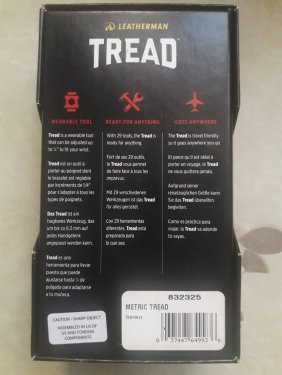 LEATHERMAN
TREAD
WEARABLE TOOL
Tread is a wearable tool
that can be adjusted up
to ¼" to fit your wrist.
Tread est un outil à
porter au poignet dont
le bracelet est réglable
par incréments de 1/4"
pour s'adapter à tous les
types de poignets.
Das Tread ist ein
tragbares Werkzeug, das
um bis zu 6,3 mm auf
jedes Handgelenk
angepasst werden kann.
Tread es una
herramienta para llevar
puesta que puede
ajustarse hasta ¼ de
pulgada para adaptarse
a tu muñeca.
READY FOR ANYTHING
With 29 tools, the Tread is
ready for anything.
Fort de ses 29 outils,
le Tread vous permet
de faire face à tous les
imprévus.
Mit 29 verschiedenen
Werkzeugen ist das Tread
für alles gerüstet.
Con 29 herramientas
diferentes, Tread está
preparada para
lo que sea.
GOES ANYWHERE
The Tread is travel friendly
so it goes anywhere you do.
Et parce qu'il est idéal à
porter en voyage, le Tread
ne vous quittera jamais.
Aufgrund seiner
reisetauglichen Größe kann
Sie das Tread überallhin
begleiten.
Como es práctica para
viajar, la Tread va adonde
tu vayas.
CAUTION - SHARP OBJECT
ASSEMBLED IN US OF
US AND FOREIGN
COMPONENTS
832325
METRIC TREAD
Stainless
0 37447 64993 6